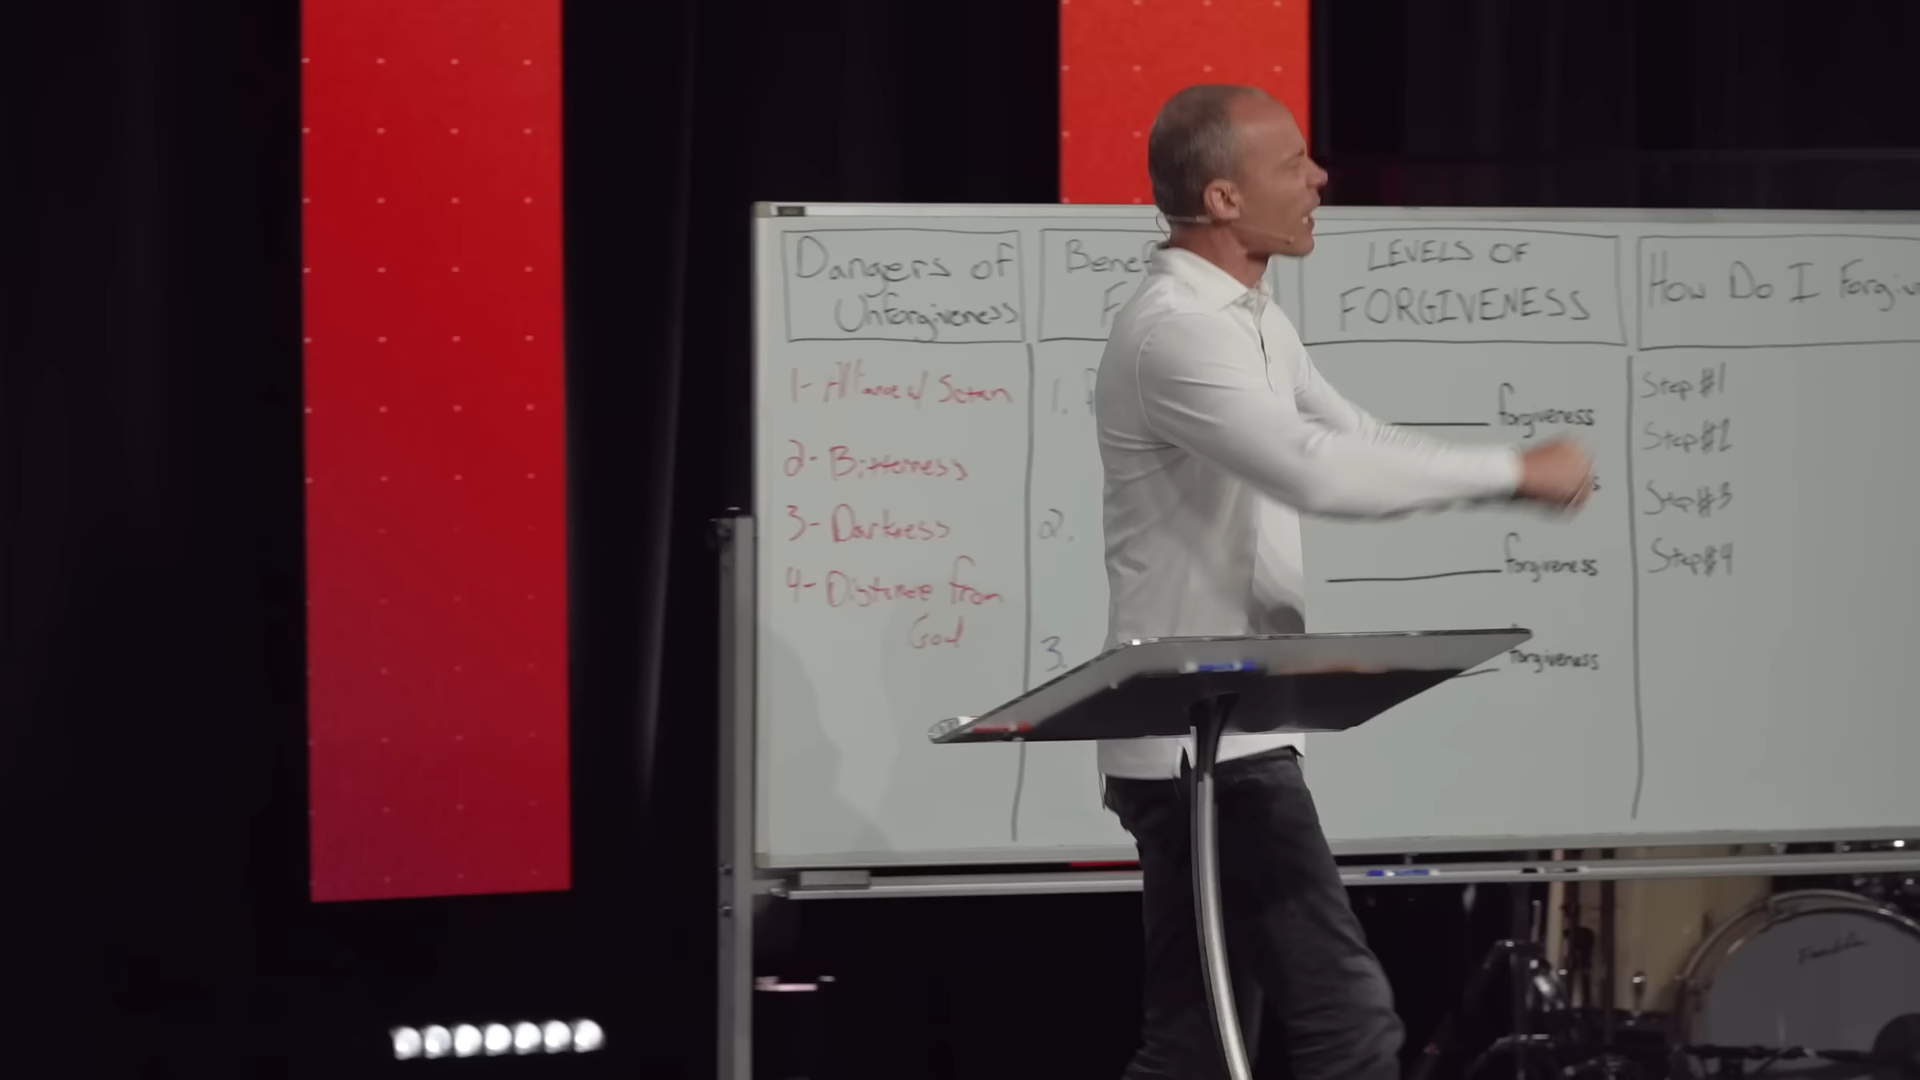 Dangers of
Unforgiveness
1- Alliance w/ Satan
2- Bitterness
3- Darkness
4- Distance from
God
1.
2.
3.
LEVELS OF
FORGIVENESS
forgiveness
forgiveness
forgiveness
How Do I
Step #1
Step #2
Step #3
Step #4